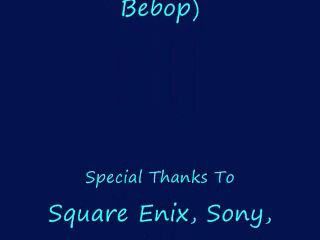 Bebop)
Special Thanks To
Square Enix, Sony,